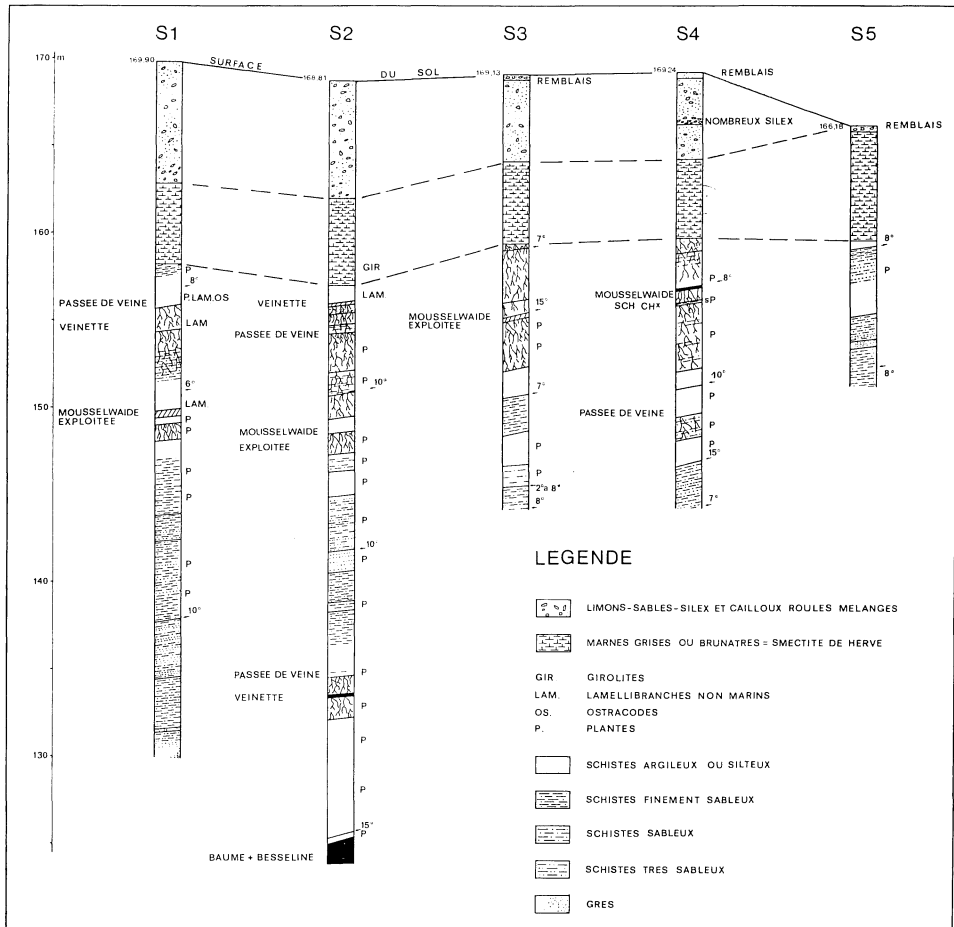 S1 S2 S3 S4 S5
170 m
169.90
SURFACE
168.81
DU SOL
169,13
REMBLAIS
169.24
REMBLAIS
NOMBREUX SILEX
166,18
REMBLAIS
160
150
140
130
P
8°
P.LAM.OS
PASSEE DE VEINE
VEINETTE
LAM
6°
LAM
MOUSSELWAIDE
EXPLOITEE
P
P
P
P
P
P
10°
GIR
LAM
VEINETTE
PASSEE DE VEINE
P
P 10°
MOUSSELWAIDE
EXPLOITEE
P
P
P
P
10°
P
P
PASSEE DE VEINE
P
VEINETTE
P
P
P
15°
P
BAUME + BESSELINE
7°
15°
MOUSSELWAIDE
EXPLOITEE
P
P
7°
P
P
2° a 8°
8°
P 8°
MOUSSELWAIDE
SCH CHx
sP
P
10°
P
PASSEE DE VEINE
P
P
15°
7°
8°
P
8°
LEGENDE
LIMONS-SABLES-SILEX ET CAILLOUX ROULES MELANGES
MARNES GRISES OU BRUNATRES = SMECTITE DE HERVE
GIR GIROLITES
LAM. LAMELLIBRANCHES NON MARINS
OS. OSTRACODES
P. PLANTES
SCHISTES ARGILEUX OU SILTEUX
SCHISTES FINEMENT SABLEUX
SCHISTES SABLEUX
SCHISTES TRES SABLEUX
GRES